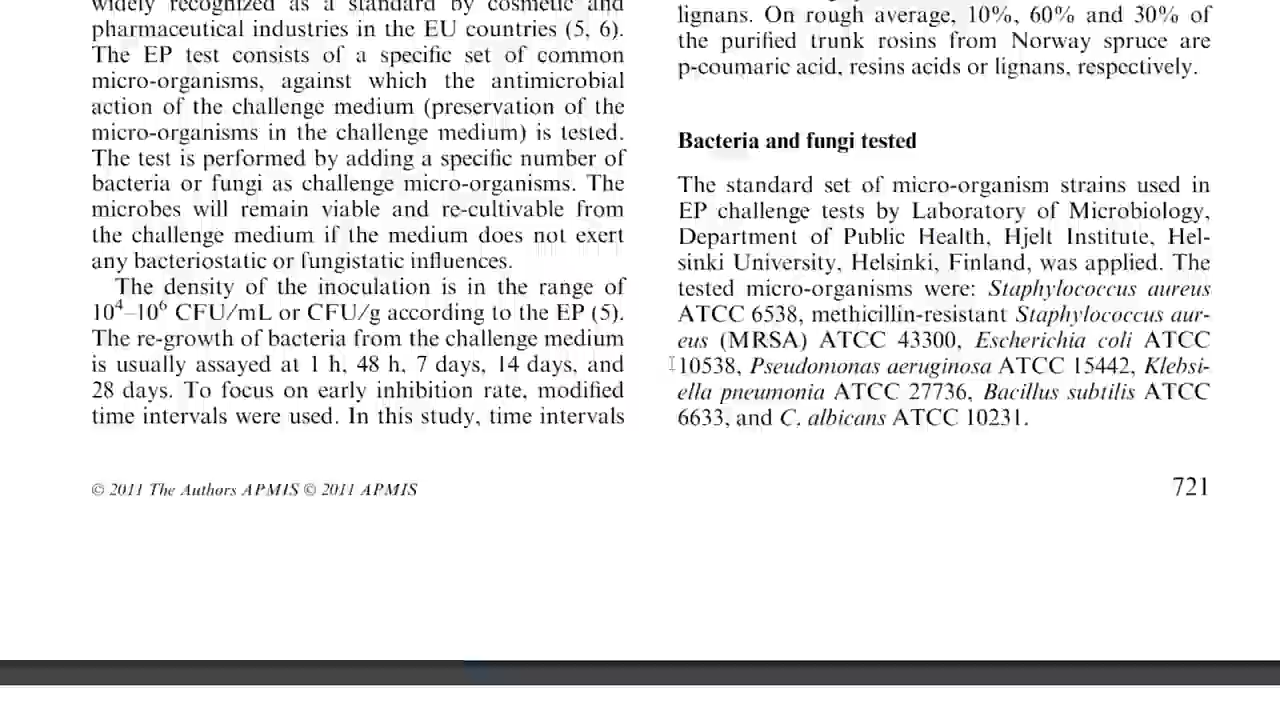 widely recognized as a standard by cosmetic and
pharmaceutical industries in the EU countries (5, 6).
The EP test consists of a specific set of common
micro-organisms, against which the antimicrobial
action of the challenge medium (preservation of the
micro-organisms in the challenge medium) is tested.
The test is performed by adding a specific number of
bacteria or fungi as challenge micro-organisms. The
microbes will remain viable and re-cultivable from
the challenge medium if the medium does not exert
any bacteriostatic or fungistatic influences.
The density of the inoculation is in the range of
10⁴–10⁶ CFU/mL or CFU/g according to the EP (5).
The re-growth of bacteria from the challenge medium
is usually assayed at 1 h, 48 h, 7 days, 14 days, and
28 days. To focus on early inhibition rate, modified
time intervals were used. In this study, time intervals
lignans. On rough average, 10%, 60% and 30% of
the purified trunk rosins from Norway spruce are
p-coumaric acid, resins acids or lignans, respectively.
Bacteria and fungi tested
The standard set of micro-organism strains used in
EP challenge tests by Laboratory of Microbiology,
Department of Public Health, Hjelt Institute, Hel-
sinki University, Helsinki, Finland, was applied. The
tested micro-organisms were: Staphylococcus aureus
ATCC 6538, methicillin-resistant Staphylococcus aur-
eus (MRSA) ATCC 43300, Escherichia coli ATCC
10538, Pseudomonas aeruginosa ATCC 15442, Klebsi-
ella pneumonia ATCC 27736, Bacillus subtilis ATCC
6633, and C. albicans ATCC 10231.
© 2011 The Authors APMIS © 2011 APMIS
721